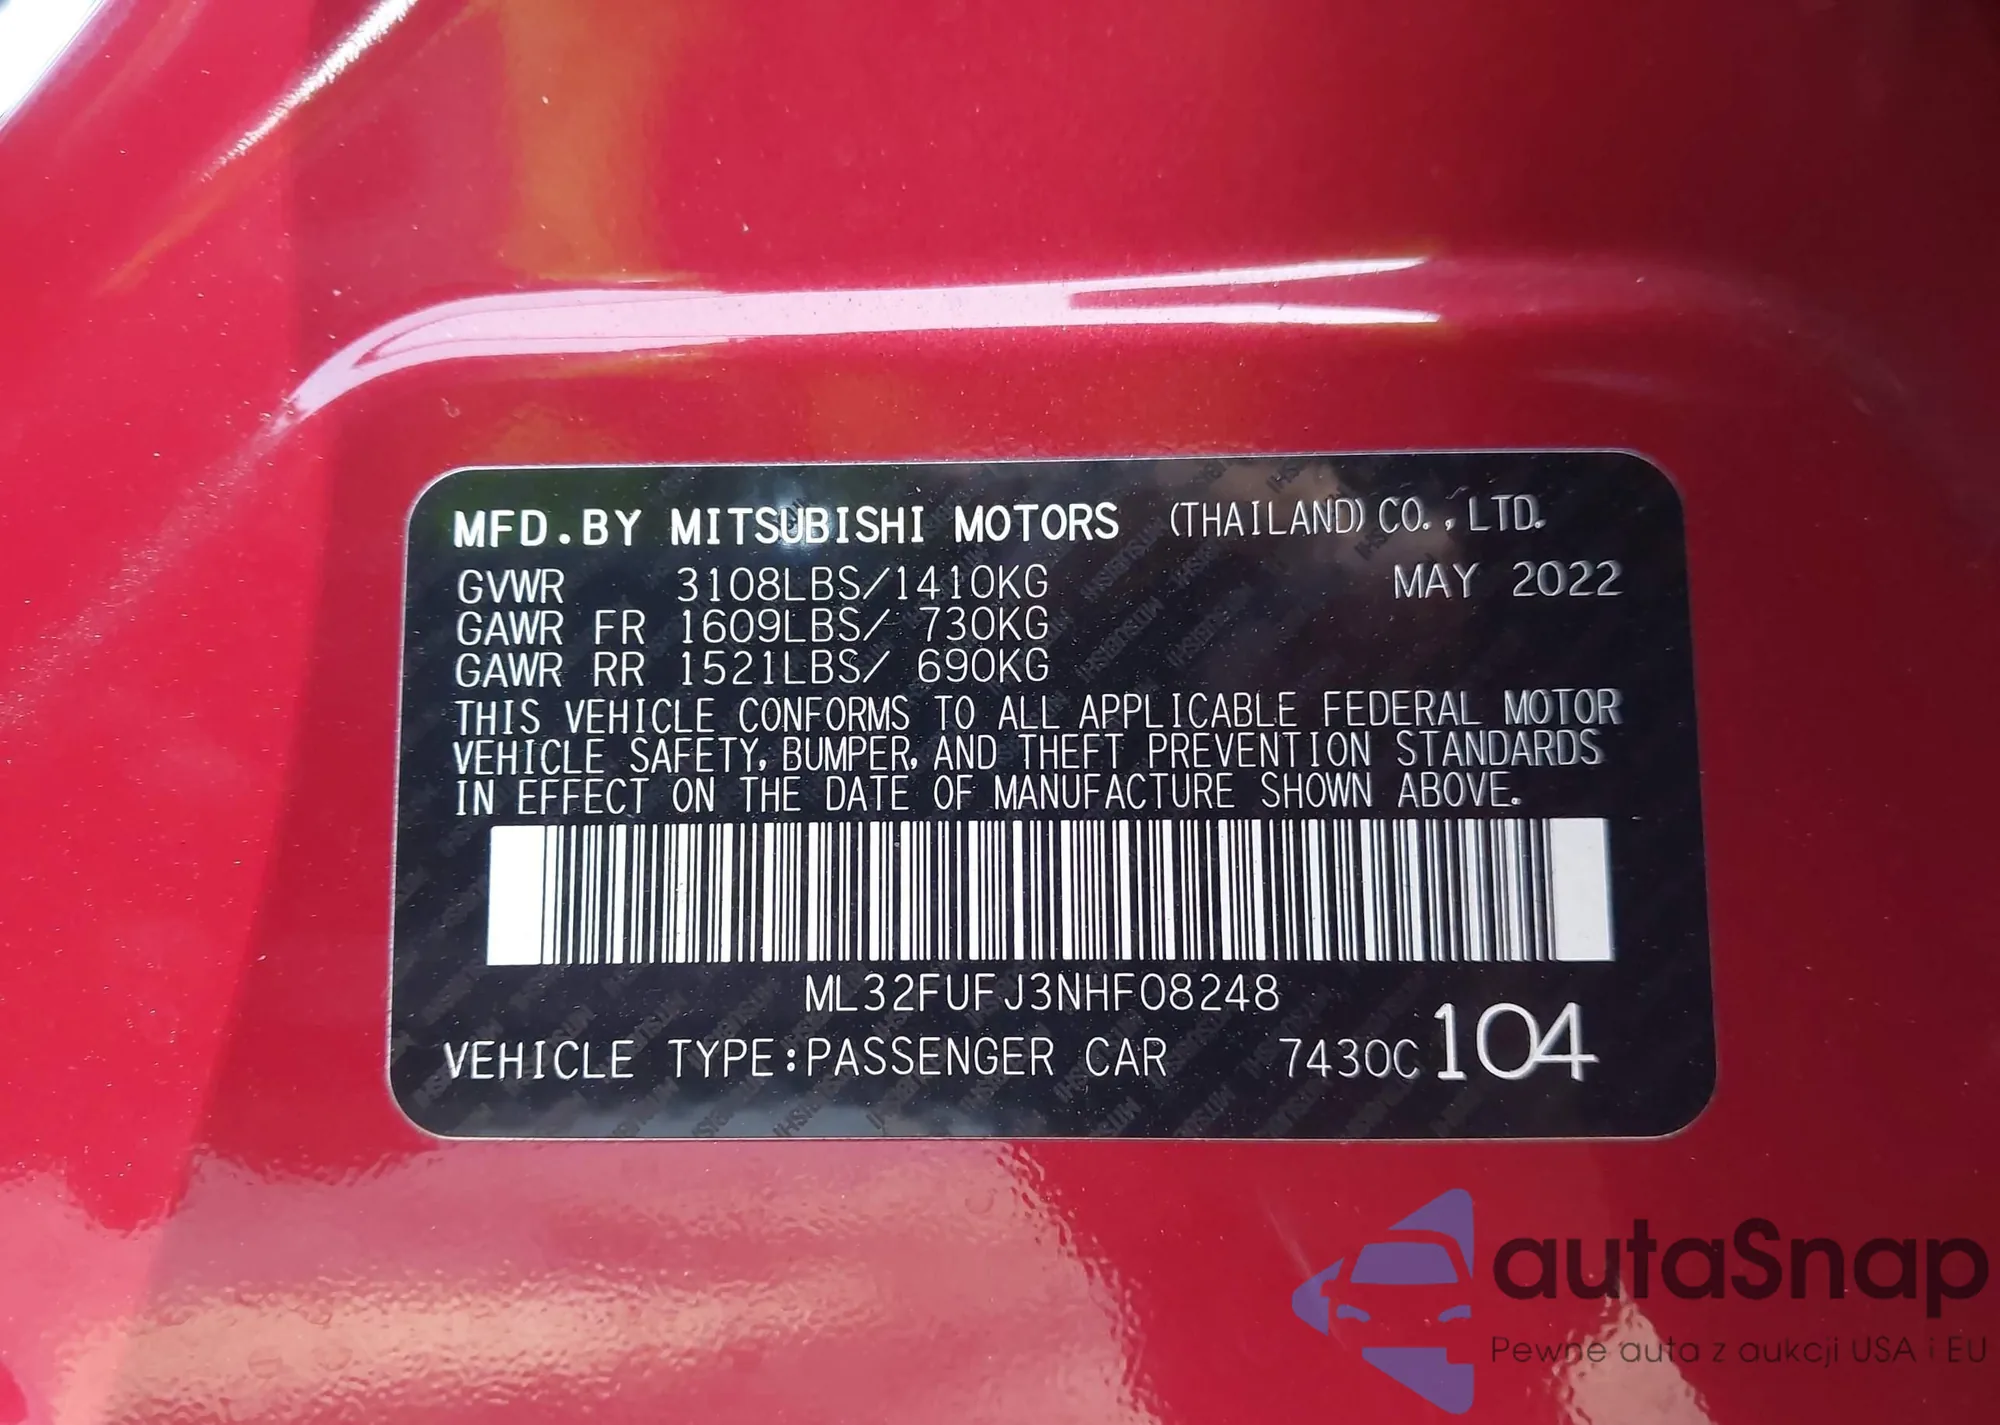 MFD.BY MITSUBISHI MOTORS (THAILAND) CO.,LTD.
GVWR 3108LBS/1410KG MAY 2022
GAWR FR 1609LBS/ 730KG
GAWR RR 1521LBS/ 690KG
THIS VEHICLE CONFORMS TO ALL APPLICABLE FEDERAL MOTOR
VEHICLE SAFETY, BUMPER, AND THEFT PREVENTION STANDARDS
IN EFFECT ON THE DATE OF MANUFACTURE SHOWN ABOVE.
ML32FUFJ3NHF08248
VEHICLE TYPE:PASSENGER CAR 7430C 104
autaSnap
Pewne auta z aukcji USA i EU